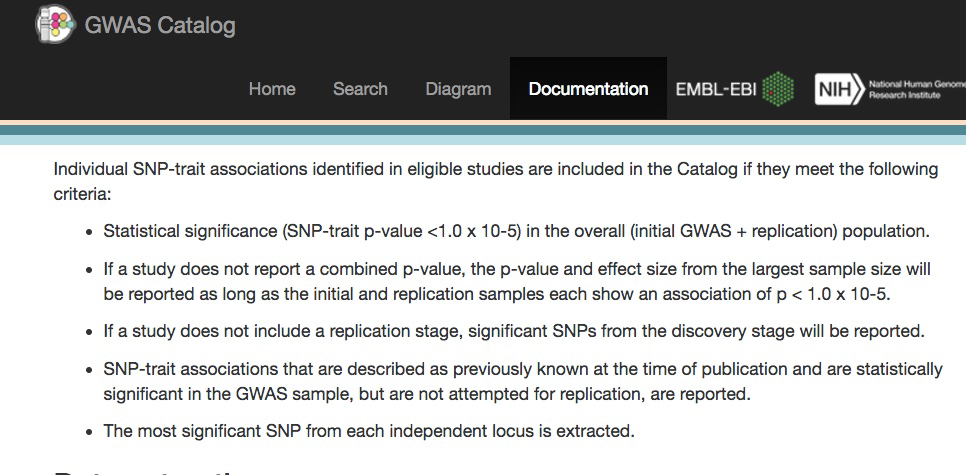 GWAS Catalog
Home Search Diagram Documentation EMBL-EBI NIH National Human Genome
Research Institute
Individual SNP-trait associations identified in eligible studies are included in the Catalog if they meet the following
criteria:
• Statistical significance (SNP-trait p-value <1.0 x 10-5) in the overall (initial GWAS + replication) population.
• If a study does not report a combined p-value, the p-value and effect size from the largest sample size will
be reported as long as the initial and replication samples each show an association of p < 1.0 x 10-5.
• If a study does not include a replication stage, significant SNPs from the discovery stage will be reported.
• SNP-trait associations that are described as previously known at the time of publication and are statistically
significant in the GWAS sample, but are not attempted for replication, are reported.
• The most significant SNP from each independent locus is extracted.